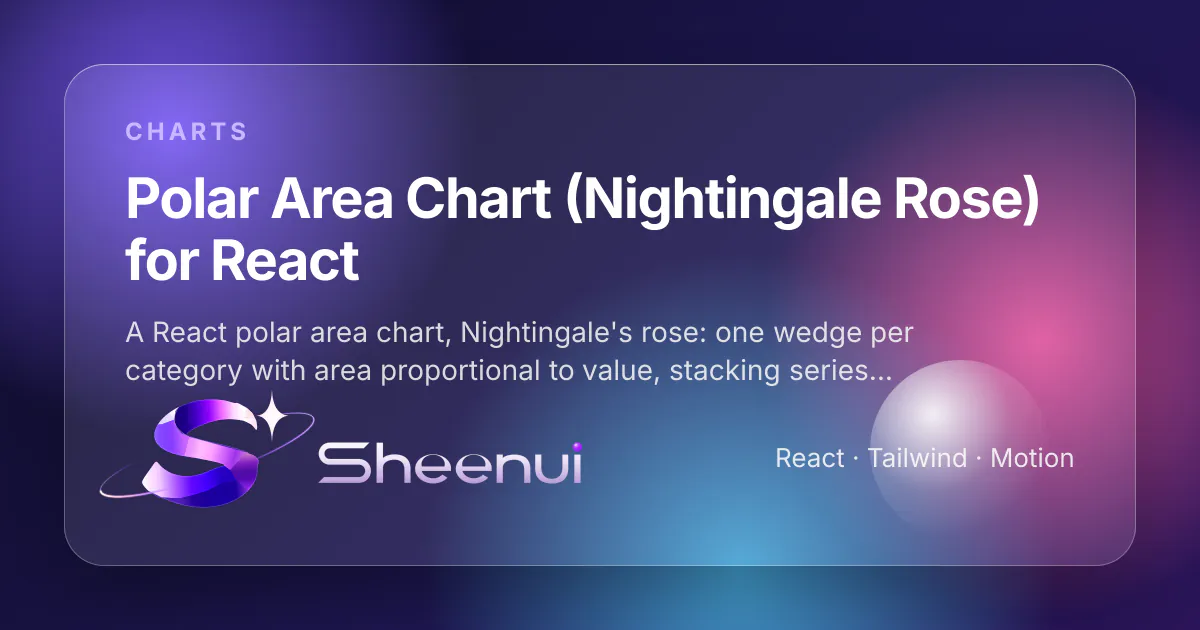 CHARTS
Polar Area Chart (Nightingale Rose)
for React
A React polar area chart, Nightingale's rose: one wedge per
category with area proportional to value, stacking series...
Sheenui
React · Tailwind · Motion